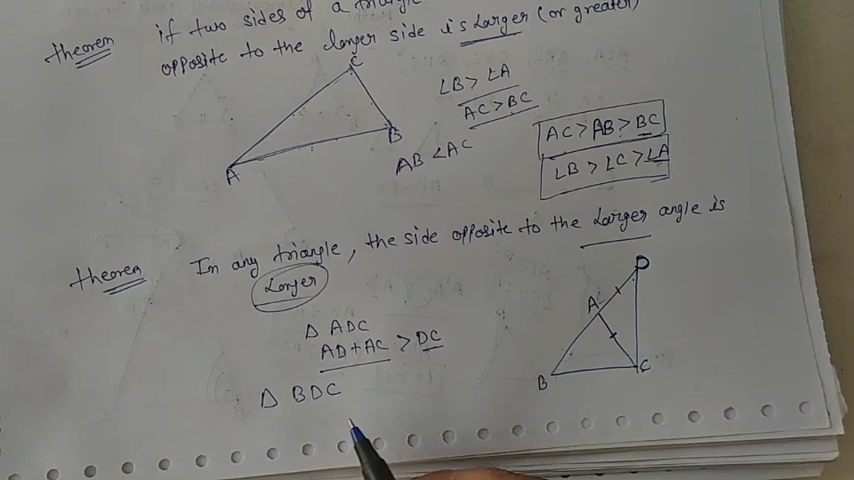 if two sides of a triangle
theorem
opposite to the longer side is Larger (or greater)
C
B
A
∠B > ∠A
AC > BC
AB < AC
AC > AB > BC
∠B > ∠C > ∠A
theorem In any triangle, the side opposite to the Larger angle is
Longer
Δ ADC
AD + AC > DC
Δ BDC
D
A
B
C